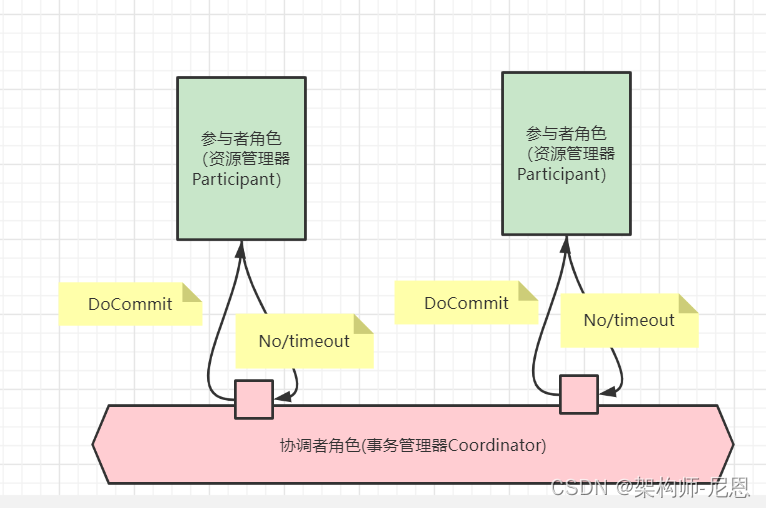 参与者角色
（资源管理器
Participant）
参与者角色
（资源管理器
Participant）
DoCommit
No/timeout
DoCommit
No/timeout
协调者角色(事务管理器Coordinator)
CSDN @架构师-尼恩